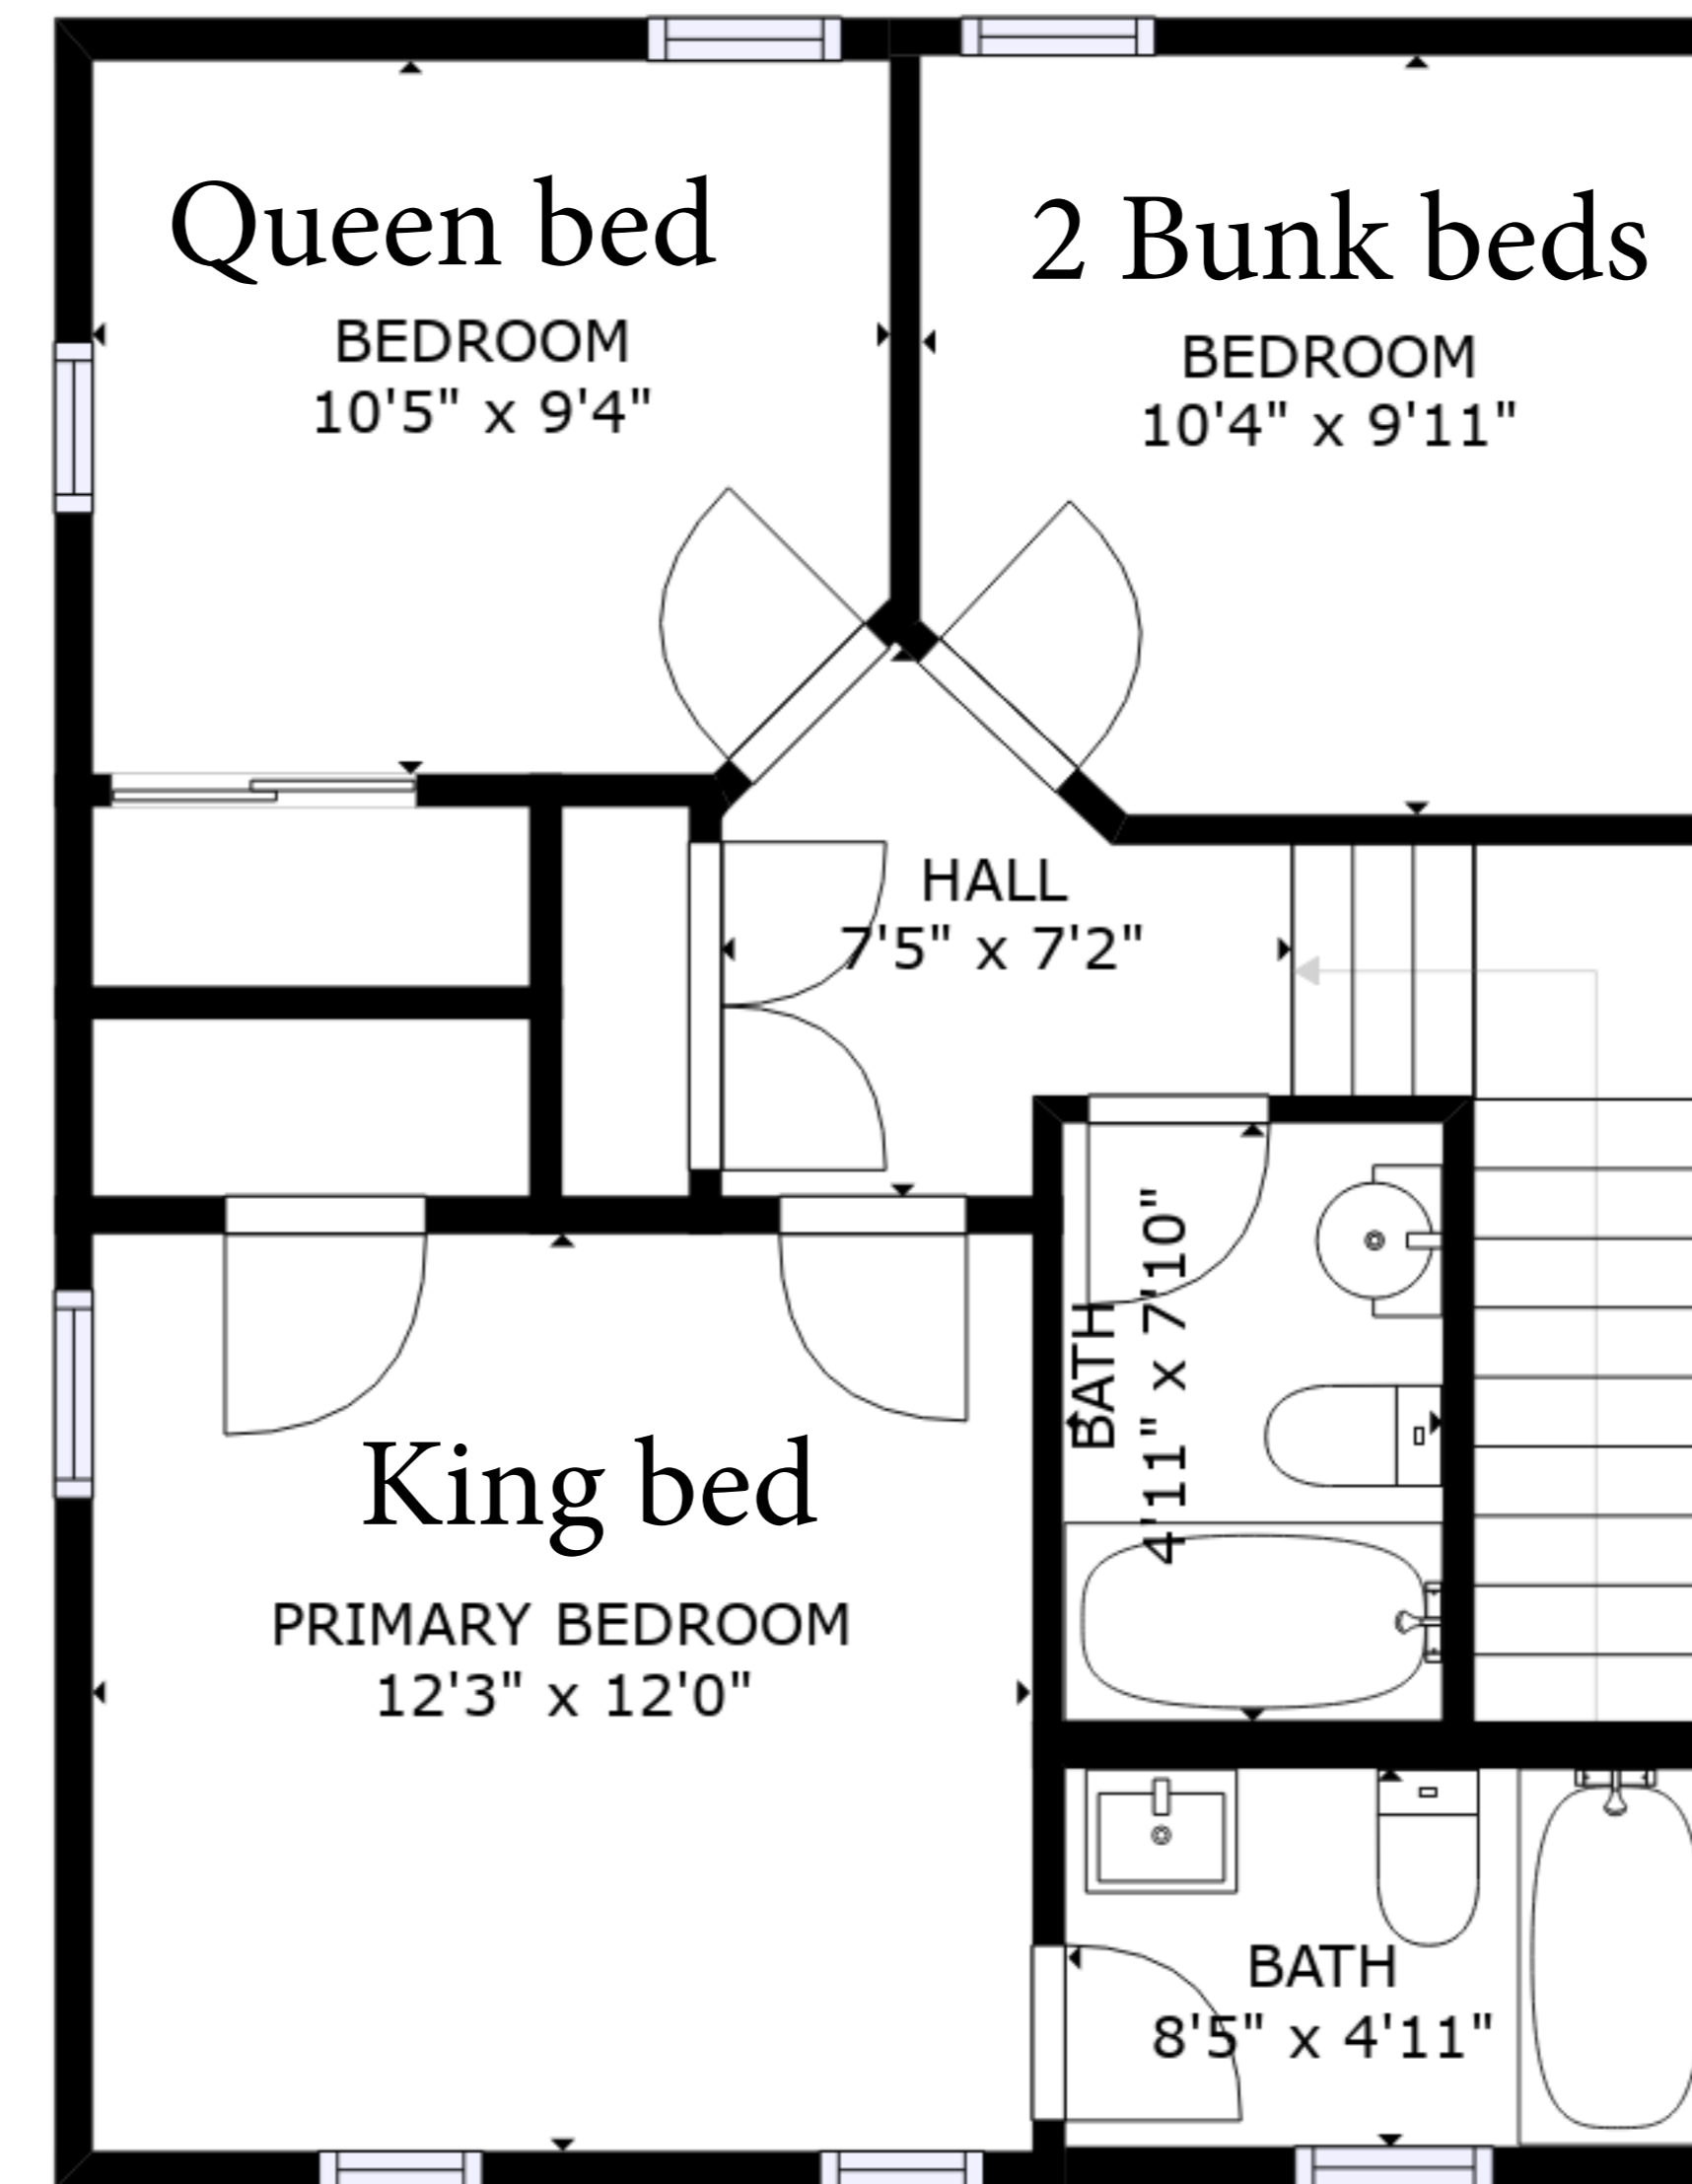 Queen bed
BEDROOM
10'5" x 9'4"
2 Bunk beds
BEDROOM
10'4" x 9'11"
HALL
7'5" x 7'2"
BATH
4'11" x 7'10"
King bed
PRIMARY BEDROOM
12'3" x 12'0"
BATH
8'5" x 4'11"